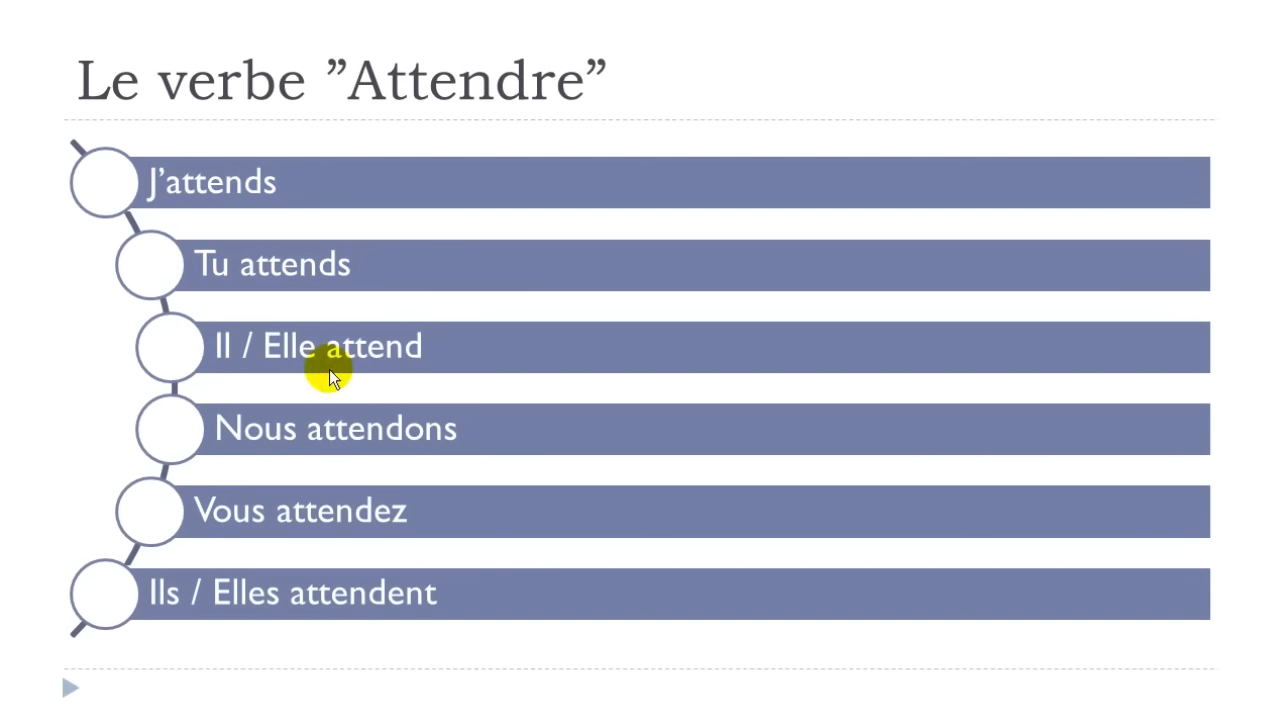 Le verbe ”Attendre”
J’attends
Tu attends
Il / Elle attend
Nous attendons
Vous attendez
Ils / Elles attendent